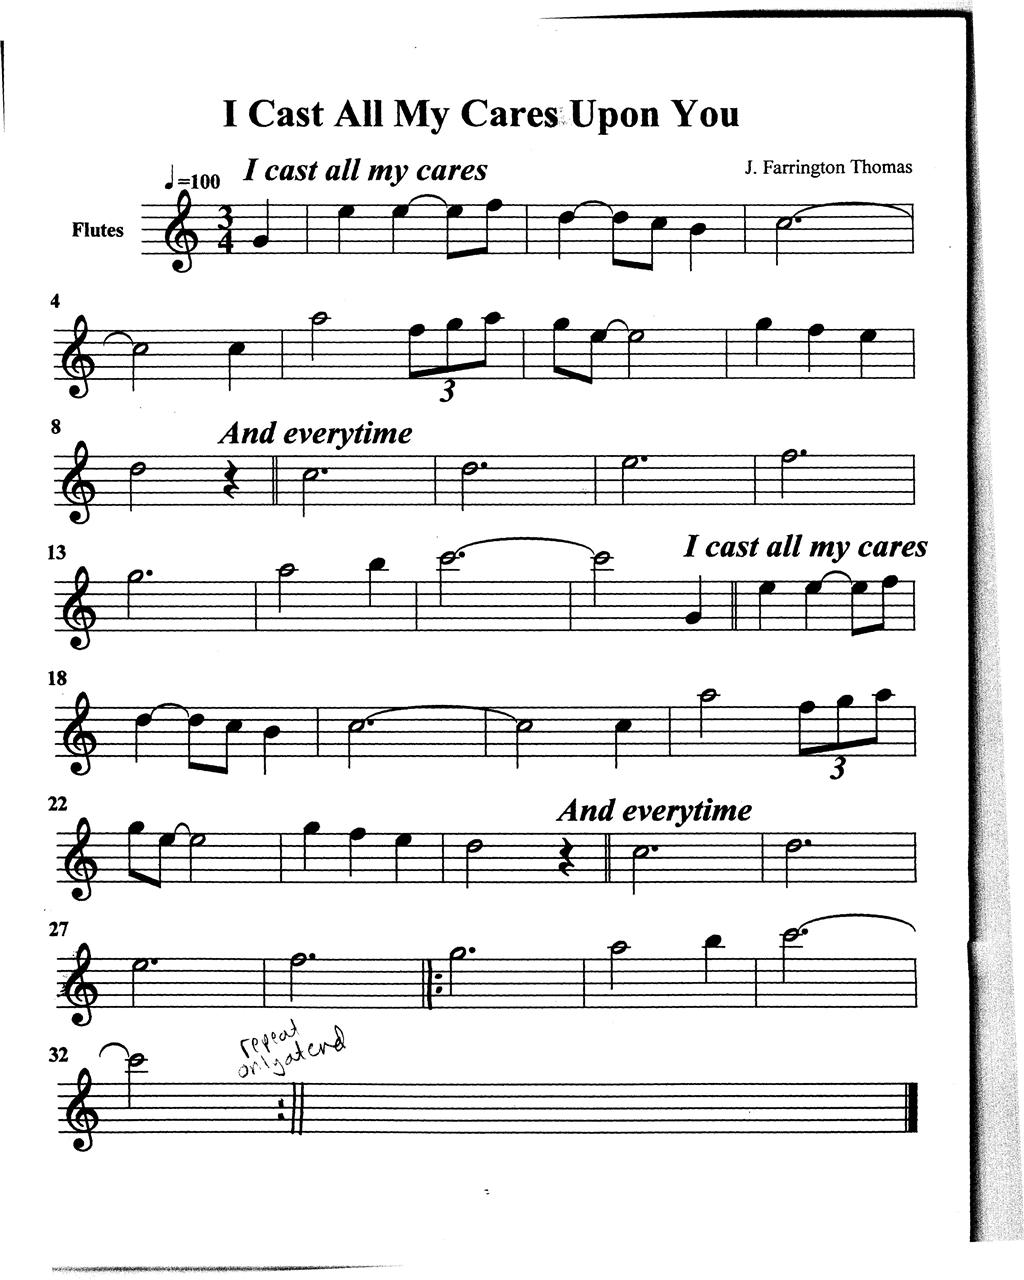 I Cast All My Cares Upon You
♩=100 I cast all my cares J. Farrington Thomas
Flutes
3
4
4
3
8
And everytime
13
I cast all my cares
18
3
22
And everytime
27
repeat
only at end
32